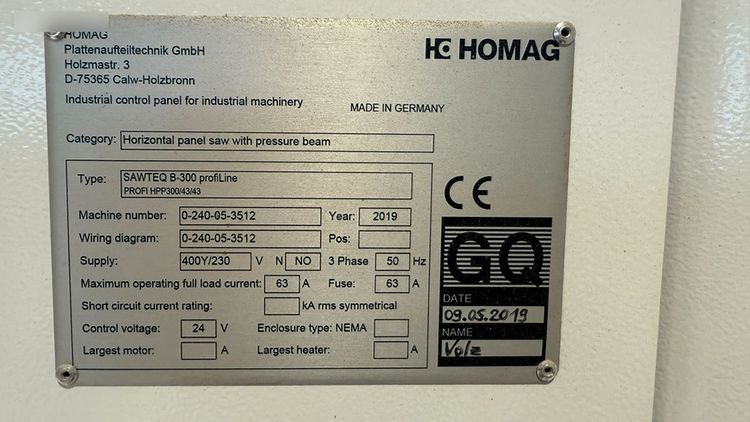 HOMAG
Plattenaufteiltechnik GmbH
Holzmastr. 3
D-75365 Calw-Holzbronn
HOMAG
Industrial control panel for industrial machinery
MADE IN GERMANY
Category: Horizontal panel saw with pressure beam
Type: SAWTEQ B-300 profiLine
PROFI HPP300/43/43
Machine number: 0-240-05-3512 Year: 2019
Wiring diagram: 0-240-05-3512 Pos:
Supply: 400Y/230 V N NO 3 Phase 50 Hz
Maximum operating full load current: 63 A Fuse: 63 A
Short circuit current rating: kA rms symmetrical
Control voltage: 24 V Enclosure type: NEMA
Largest motor: A Largest heater: A
CE
GQ
DATE
09.05.2019
NAME
Volz